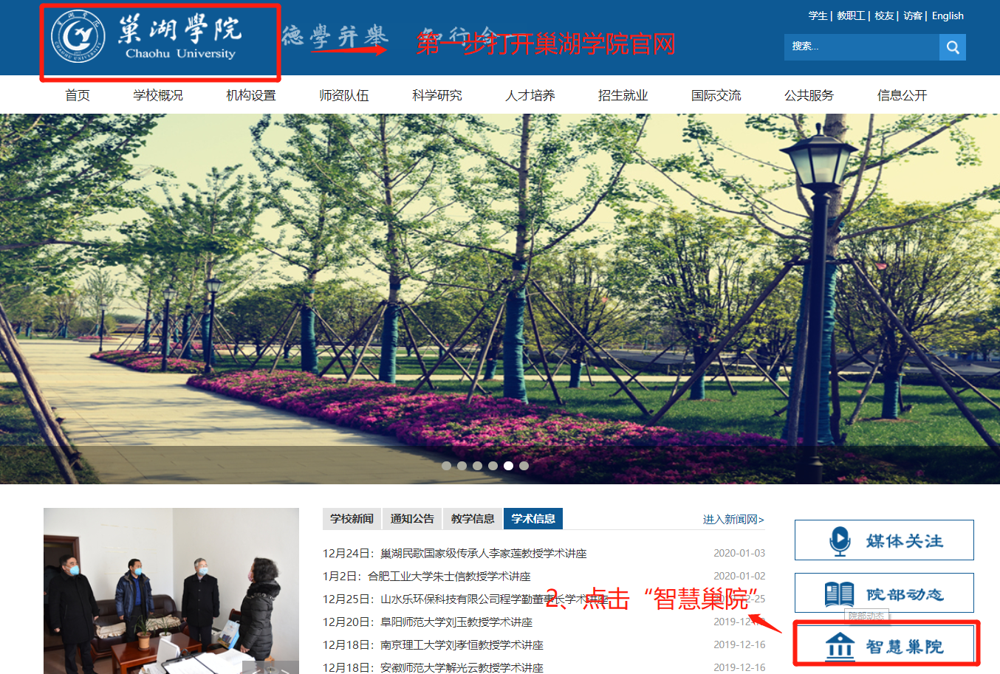 学生 | 教职工 | 校友 | 访客 | English
巢湖學院
Chaohu University
德學并舉 知行合一
第一步打开巢湖学院官网
搜索...
首页 学校概况 机构设置 师资队伍 科学研究 人才培养 招生就业 国际交流 公共服务 信息公开
学校新闻 通知公告 教学信息 学术信息 进入新闻网>
12月24日：巢湖民歌国家级传承人李家莲教授学术讲座 2020-01-03
1月2日：合肥工业大学朱士信教授学术讲座 2020-01-02
12月25日：山水乐环保科技有限公司程学勤董事长学术讲座
2、点击“智慧巢院”
12月20日：阜阳师范大学刘玉教授学术讲座
12月18日：南京理工大学刘孝恒教授学术讲座 2019-12-16
12月18日：安徽师范大学解光云教授学术讲座 2019-12-16
媒体关注
院部动态
院部动态
智慧巢院